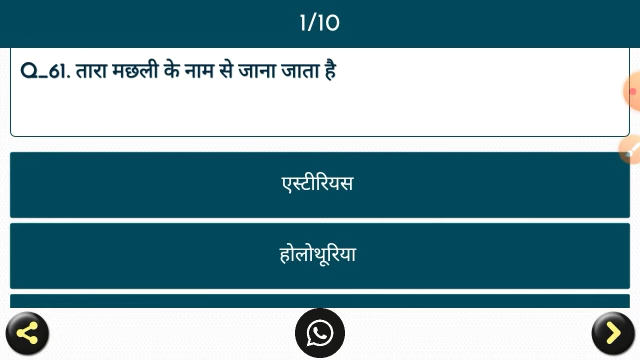 1/10
Q_61. तारा मछली के नाम से जाना जाता है
एस्टीरियस
होलोथूरिया